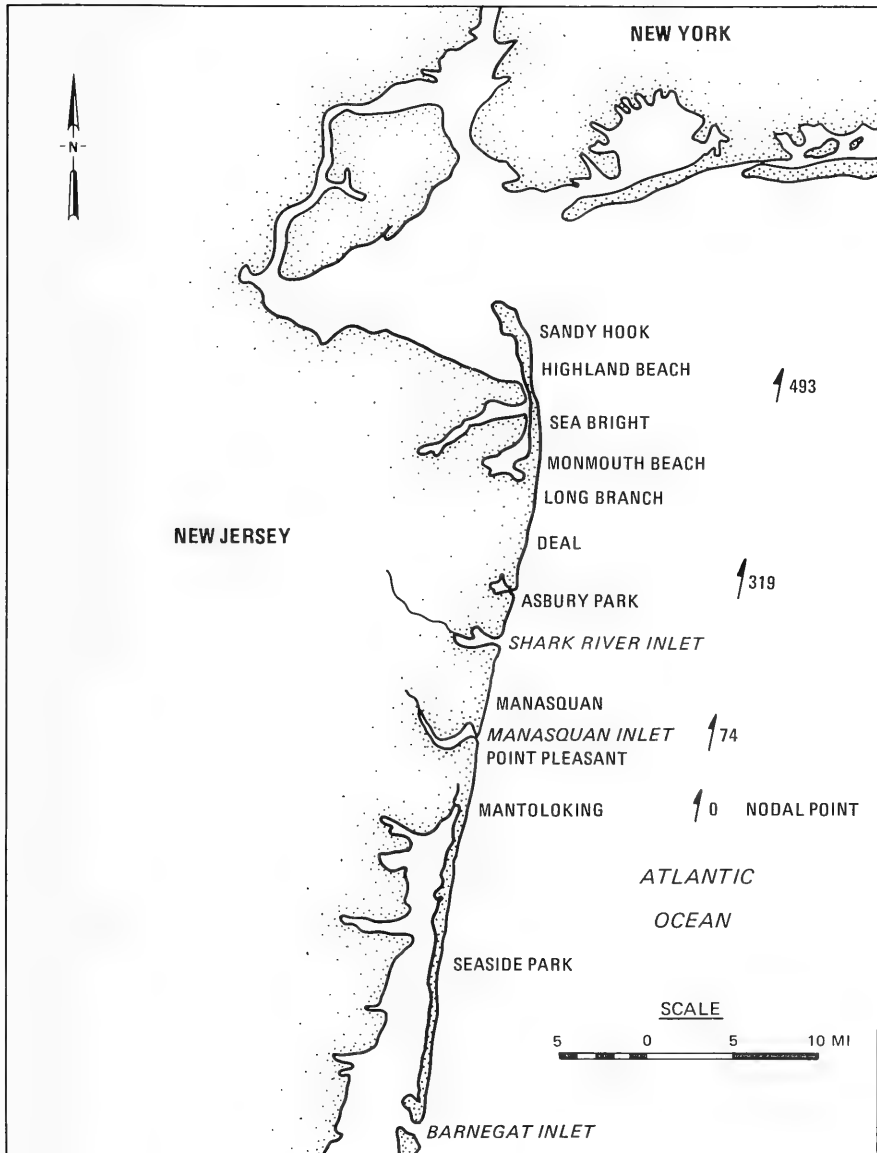 NEW YORK
-N-
SANDY HOOK
HIGHLAND BEACH
493
SEA BRIGHT
MONMOUTH BEACH
LONG BRANCH
NEW JERSEY
DEAL
319
ASBURY PARK
SHARK RIVER INLET
MANASQUAN
MANASQUAN INLET
74
POINT PLEASANT
MANTOLOKING
0 NODAL POINT
ATLANTIC
OCEAN
SEASIDE PARK
SCALE
5 0 5 10 MI
BARNEGAT INLET